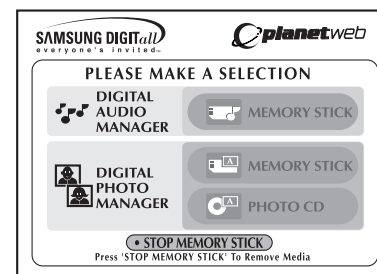 SAMSUNG DIGITall
everyone's invited™
planetweb
PLEASE MAKE A SELECTION
DIGITAL
AUDIO
MANAGER
MEMORY STICK
DIGITAL
PHOTO
MANAGER
A MEMORY STICK
A PHOTO CD
• STOP MEMORY STICK
Press 'STOP MEMORY STICK' To Remove Media